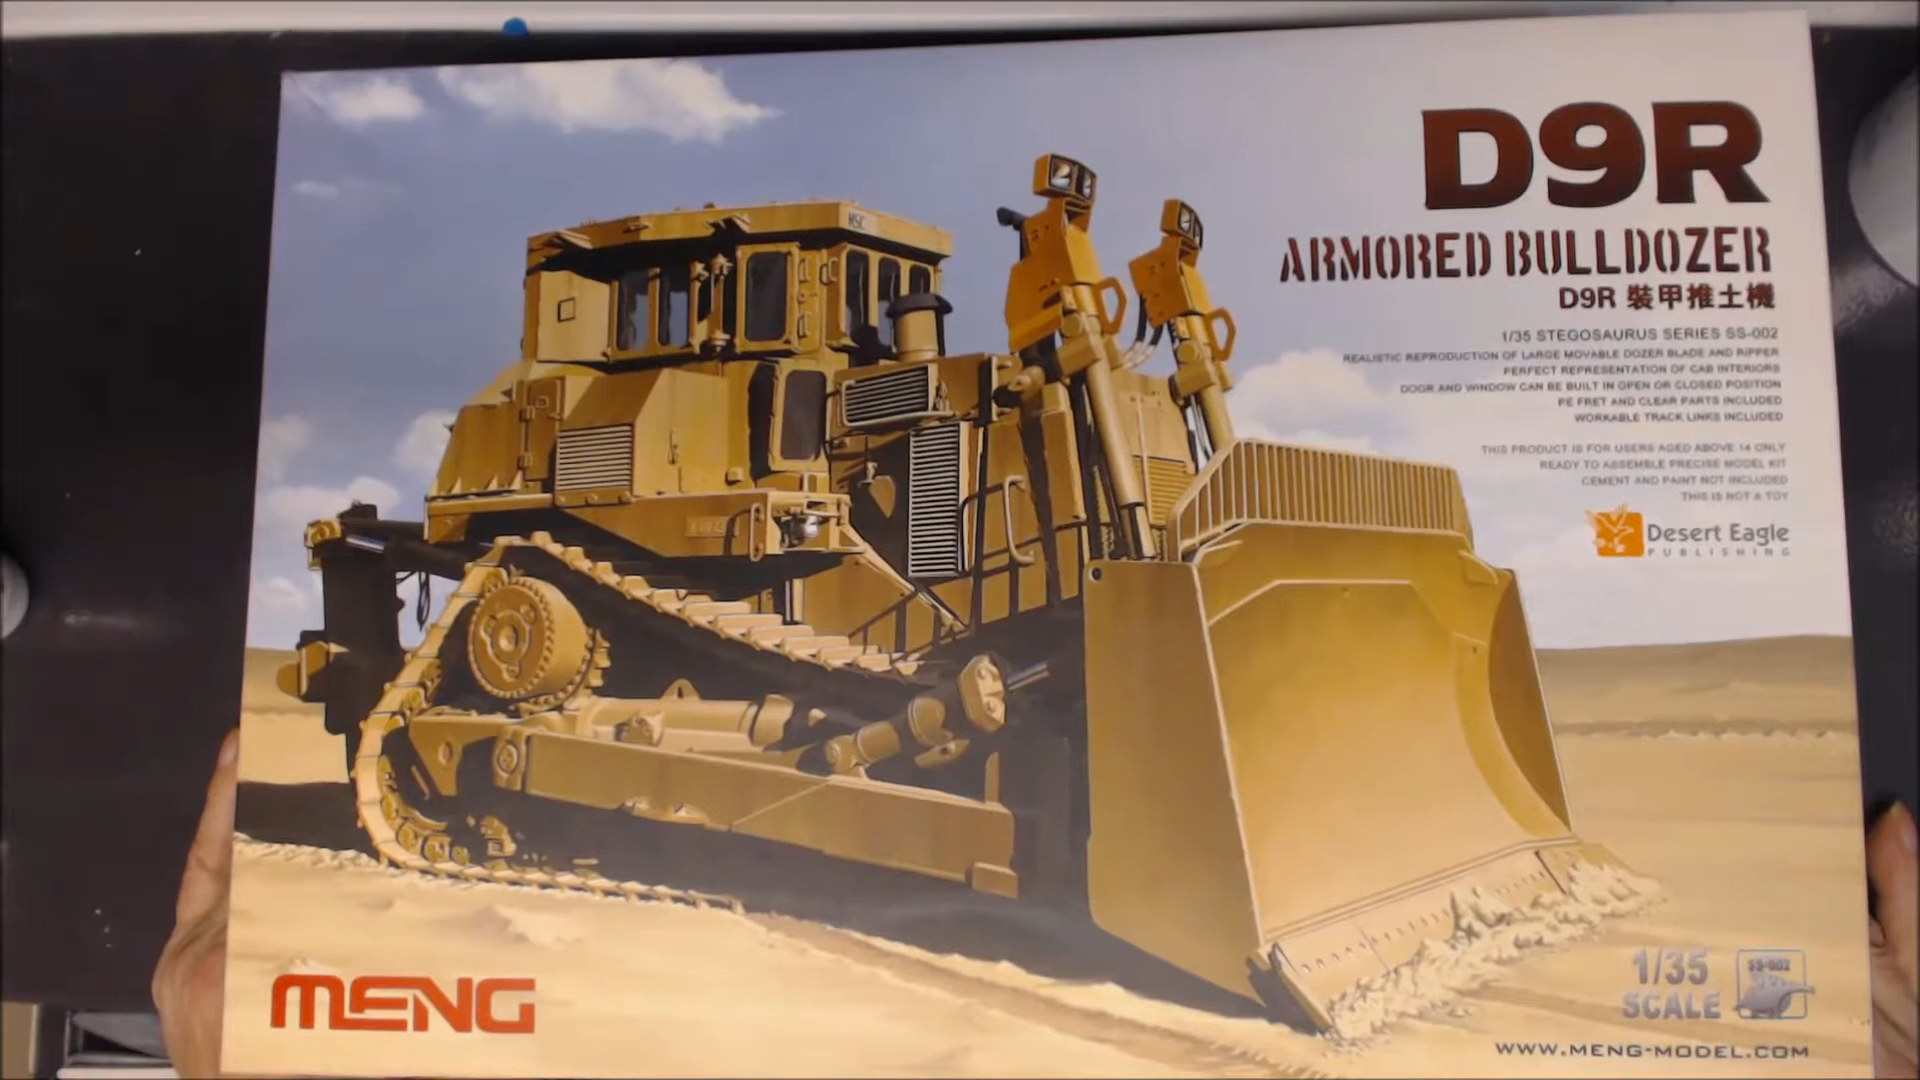 D9R
ARMORED BULLDOZER
D9R 裝甲推土機
1/35 STEGOSAURUS SERIES SS-002
REALISTIC REPRODUCTION OF LARGE MOVABLE DOZER BLADE AND RIPPER
PERFECT REPRESENTATION OF CAB INTERIORS
DOOR AND WINDOW CAN BE BUILT IN OPEN OR CLOSED POSITION
PE FRET AND CLEAR PARTS INCLUDED
WORKABLE TRACK LINKS INCLUDED
THIS PRODUCT IS FOR USERS AGED ABOVE 14 ONLY
READY TO ASSEMBLE PRECISE MODEL KIT
CEMENT AND PAINT NOT INCLUDED
THIS IS NOT A TOY
Desert Eagle
PUBLISHING
MENG
1/35
SCALE
SS-002
WWW.MENG-MODEL.COM